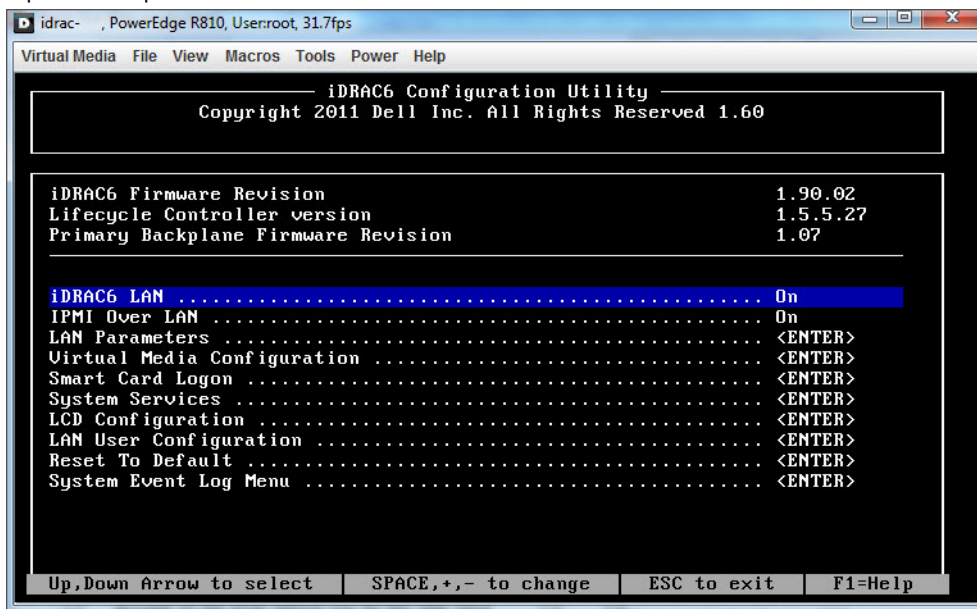 idrac- , PowerEdge R810, User:root, 31.7fps
Virtual Media File View Macros Tools Power Help
iDRAC6 Configuration Utility
Copyright 2011 Dell Inc. All Rights Reserved 1.60
iDRAC6 Firmware Revision 1.90.02
Lifecycle Controller version 1.5.5.27
Primary Backplane Firmware Revision 1.07
iDRAC6 LAN ................................................... On
IPMI Over LAN ................................................ On
LAN Parameters ............................................... <ENTER>
Virtual Media Configuration .................................. <ENTER>
Smart Card Logon ............................................. <ENTER>
System Services .............................................. <ENTER>
LCD Configuration ............................................ <ENTER>
LAN User Configuration ....................................... <ENTER>
Reset To Default ............................................. <ENTER>
System Event Log Menu ........................................ <ENTER>
Up,Down Arrow to select SPACE,+,- to change ESC to exit F1=Help